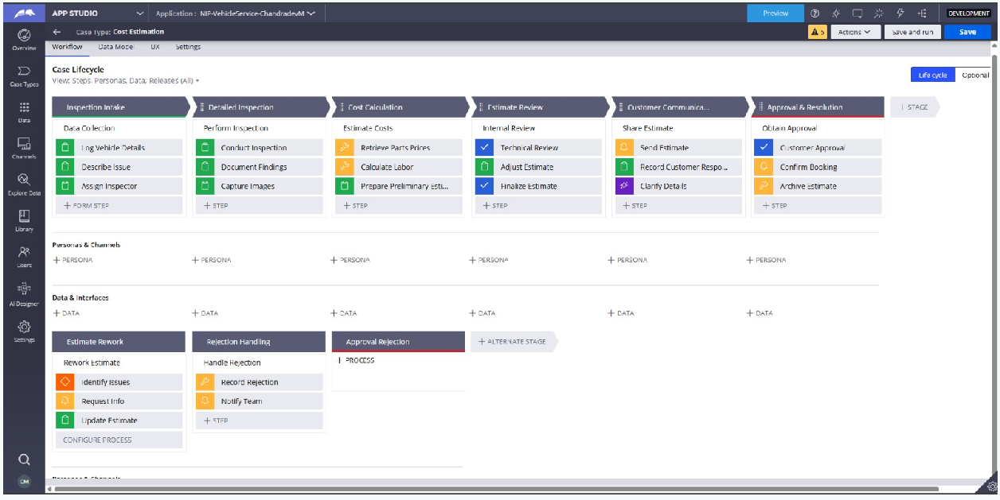 APP STUDIO
Application : NIP-VehicleService-ChandradevM
Preview
DEVELOPMENT
Case Type: Cost Estimation
5
Actions
Save and run
Save
Overview
Case Types
Data
Channels
Explore Data
Library
Users
AI Designer
Settings
CM
Workflow Data Model UX Settings
Case Lifecycle
View: Steps, Personas, Data, Releases (All)
Life cycle Optional
Inspection Intake Detailed Inspection Cost Calculation Estimate Review Customer Communica... Approval & Resolution + STAGE
Data Collection Perform Inspection Estimate Costs Internal Review Share Estimate Obtain Approval
Log Vehicle Details Conduct Inspection Retrieve Parts Prices Technical Review Send Estimate Customer Approval
Describe Issue Document Findings Calculate Labor Adjust Estimate Record Customer Respo... Confirm Booking
Assign Inspector Capture Images Prepare Preliminary Esti... Finalize Estimate Clarify Details Archive Estimate
+ FORM STEP + STEP + STEP + STEP + STEP + STEP
Personas & Channels
+ PERSONA + PERSONA + PERSONA + PERSONA + PERSONA + PERSONA
Data & Interfaces
+ DATA + DATA + DATA + DATA + DATA + DATA
Estimate Rework Rejection Handling Approval Rejection + ALTERNATE STAGE
Rework Estimate Handle Rejection + PROCESS
Identify Issues Record Rejection
Request Info Notify Team
Update Estimate + STEP
CONFIGURE PROCESS
Personas & Channels